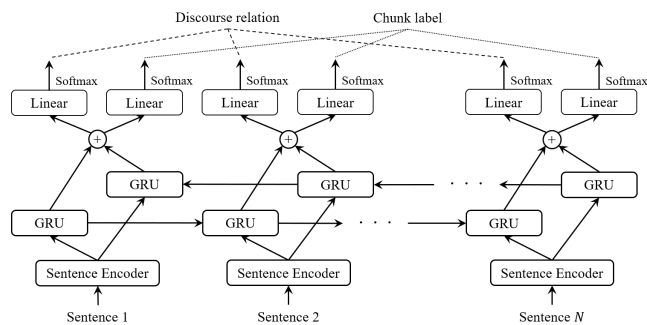 Discourse relation Chunk label
Softmax Softmax Softmax Softmax Softmax Softmax
Linear Linear Linear Linear Linear Linear
+ + +
GRU GRU · · · GRU
GRU GRU · · · GRU
Sentence Encoder Sentence Encoder Sentence Encoder
Sentence 1 Sentence 2 Sentence N